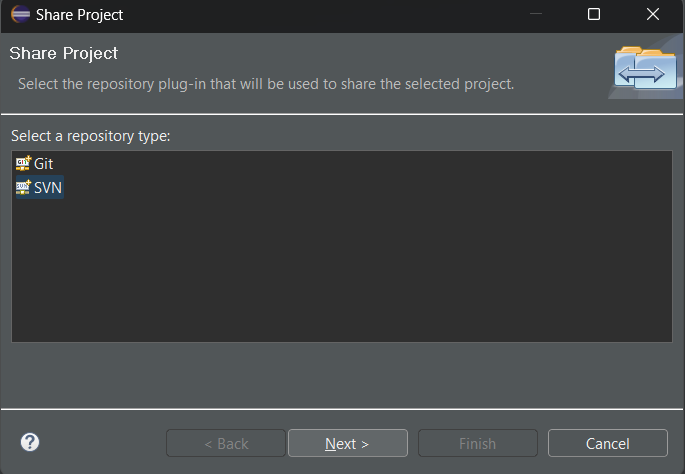 Share Project
Share Project
Select the repository plug-in that will be used to share the selected project.
Select a repository type:
Git
SVN
< Back
Next >
Finish
Cancel